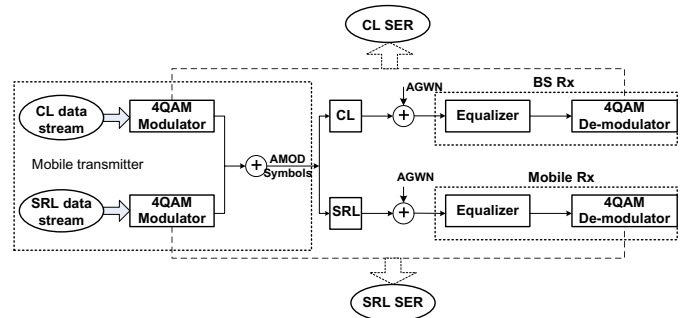 CL SER
CL data
stream
4QAM
Modulator
Mobile transmitter
SRL data
stream
4QAM
Modulator
+
AMOD
Symbols
CL
AGWN
+
BS Rx
Equalizer
4QAM
De-modulator
SRL
AGWN
+
Mobile Rx
Equalizer
4QAM
De-modulator
SRL SER